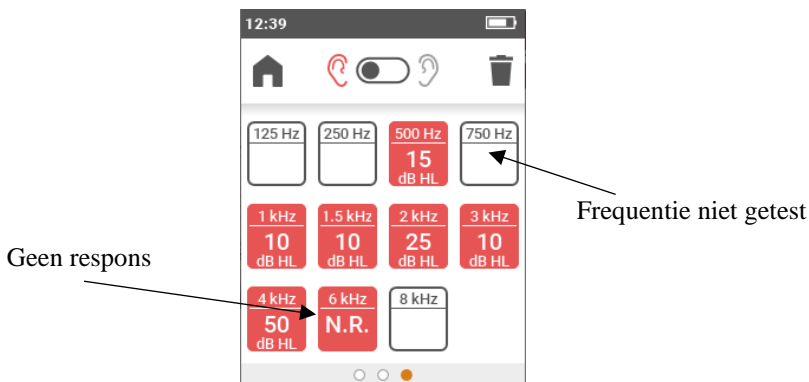 12:39
125 Hz 250 Hz 500 Hz 750 Hz
15
dB HL
Frequentie niet getest
1 kHz 1.5 kHz 2 kHz 3 kHz
10 10 25 10
dB HL dB HL dB HL dB HL
Geen respons
4 kHz 6 kHz 8 kHz
50 N.R.
dB HL